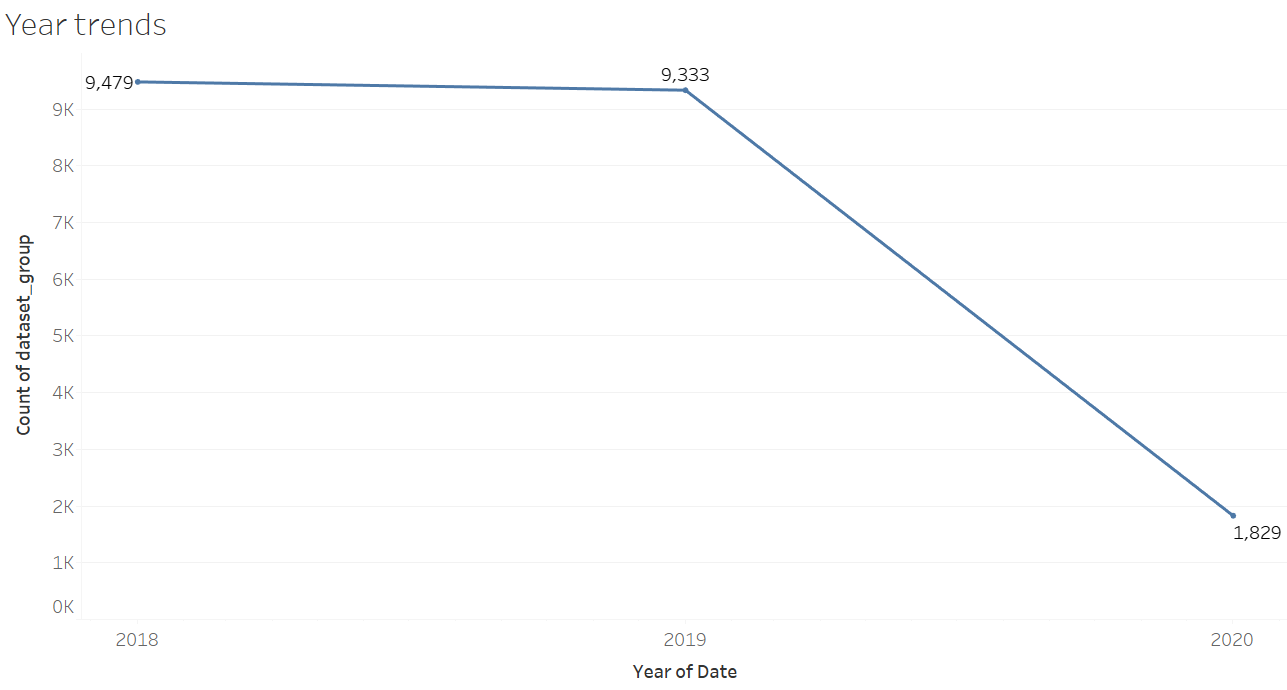 Year trends
9,479
9,333
1,829
9K
8K
7K
6K
5K
4K
3K
2K
1K
0K
Count of dataset_group
2018
2019
2020
Year of Date